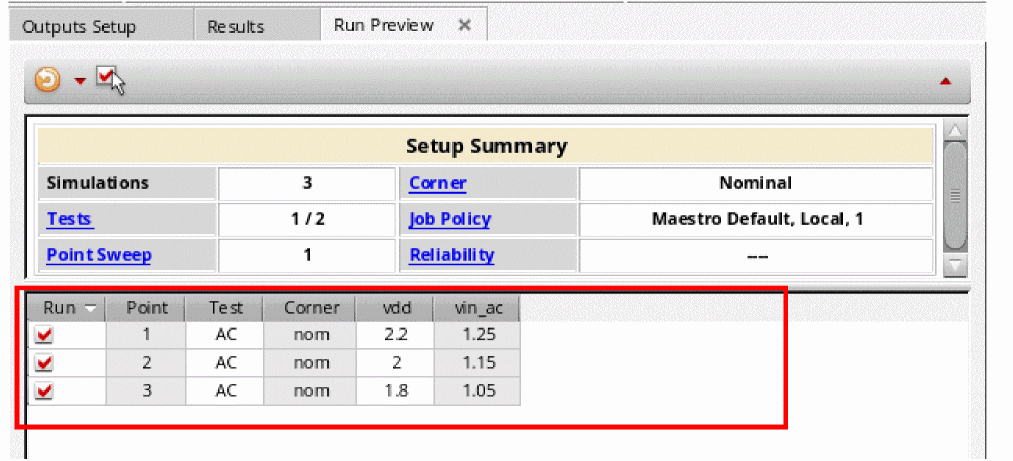 Outputs Setup Results Run Preview
Setup Summary
Simulations 3 Corner Nominal
Tests 1 / 2 Job Policy Maestro Default, Local, 1
Point Sweep 1 Reliability ---
Run Point Test Corner vdd vin_ac
1 AC nom 2.2 1.25
2 AC nom 2 1.15
3 AC nom 1.8 1.05